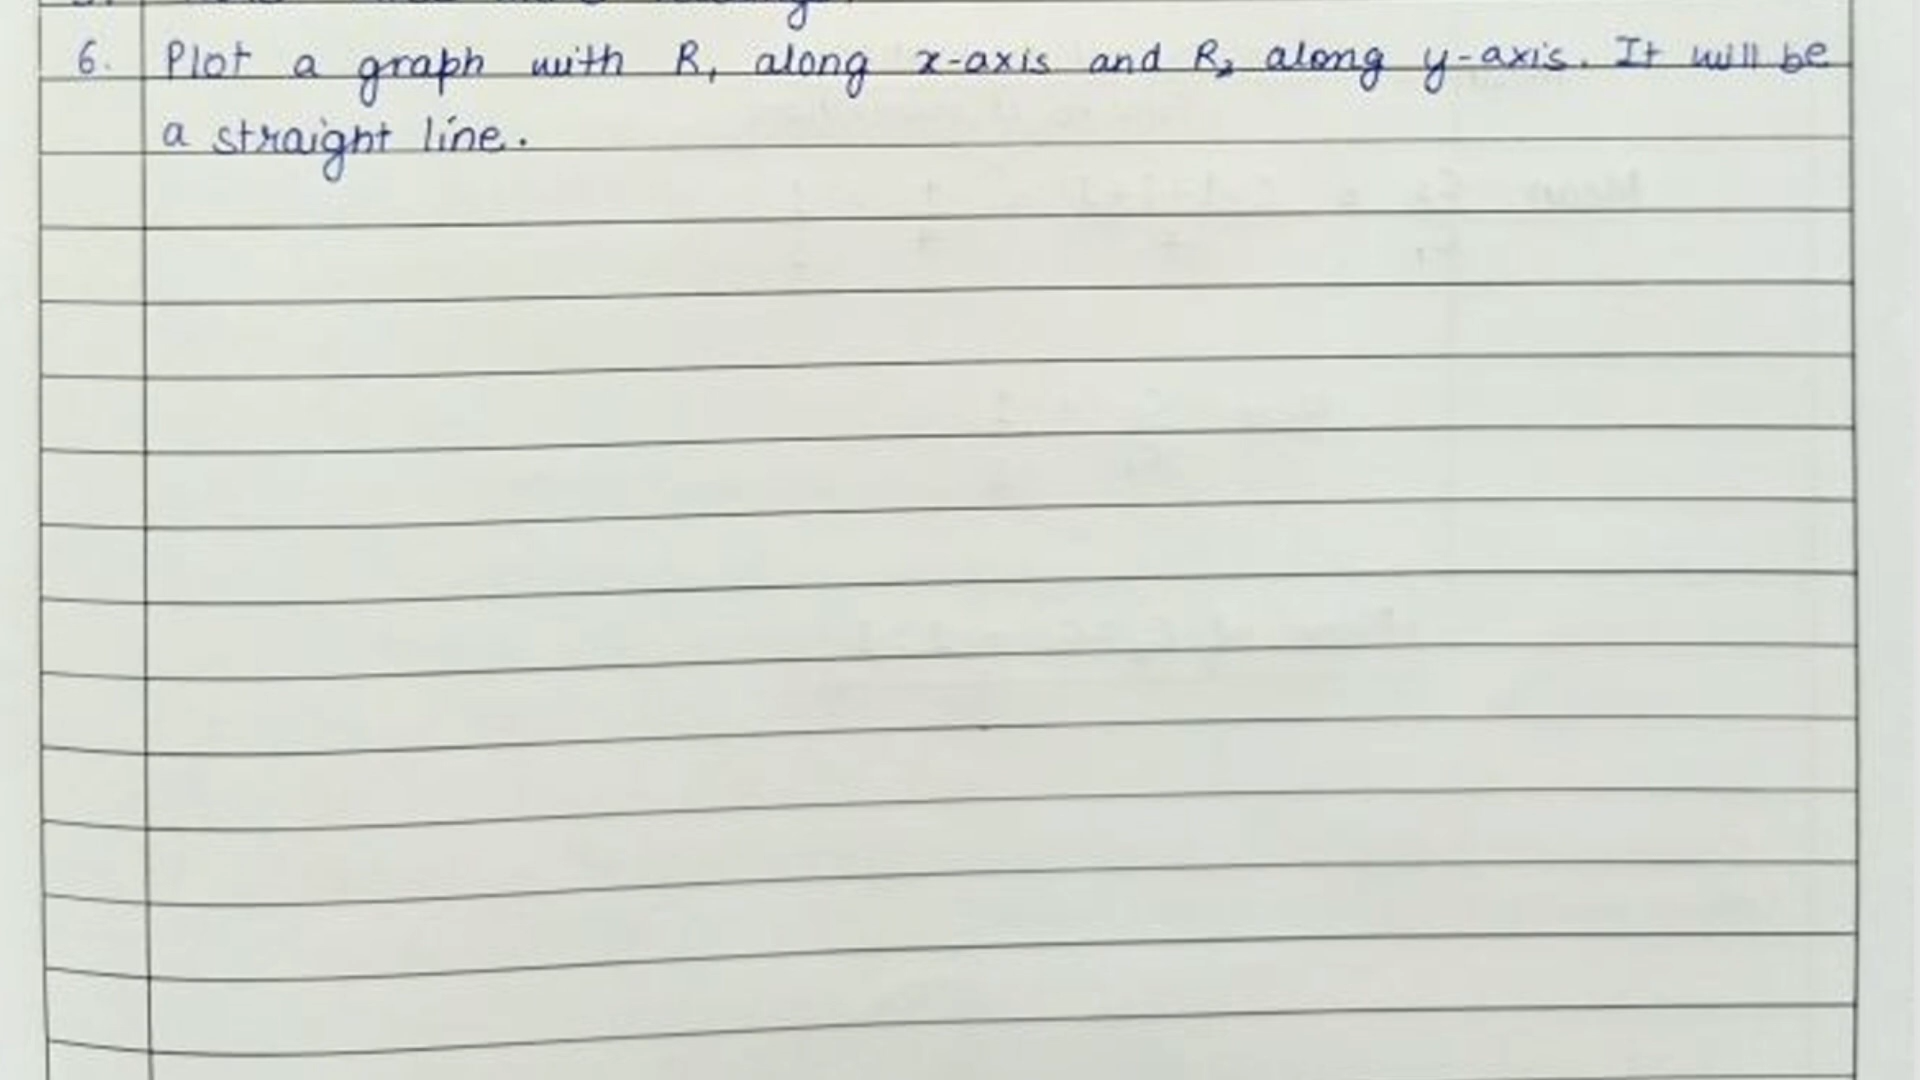 6. Plot a graph with R₁ along x-axis and R₂ along y-axis. It will be
a straight line.